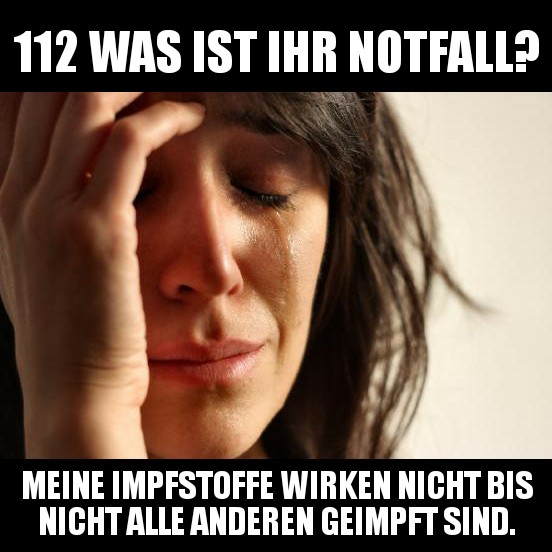 112 WAS IST IHR NOTFALL?
MEINE IMPFSTOFFE WIRKEN NICHT BIS
NICHT ALLE ANDEREN GEIMPFT SIND.